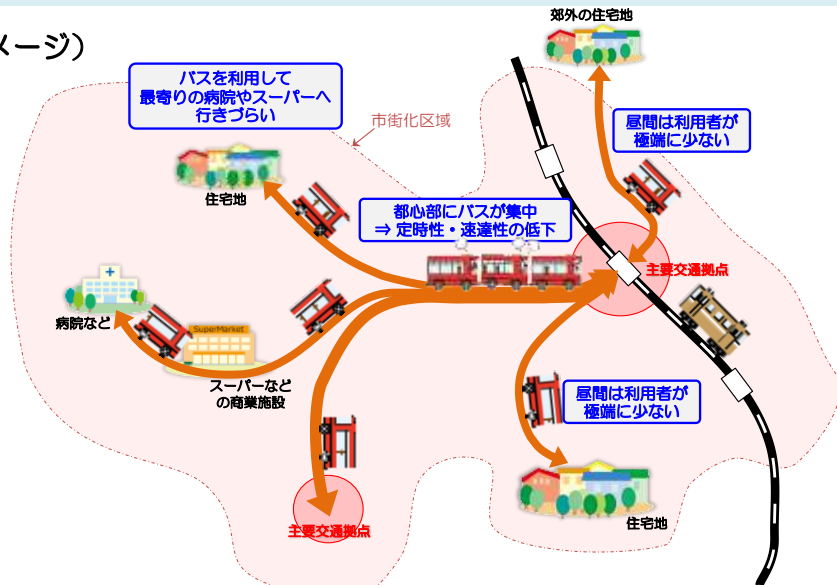 メージ）
郊外の住宅地
バスを利用して
最寄りの病院やスーパーへ
行きづらい
市街化区域
昼間は利用者が
極端に少ない
住宅地
都心部にバスが集中
⇒ 定時性・速達性の低下
主要交通拠点
病院など
SuperMarket
スーパーなど
の商業施設
昼間は利用者が
極端に少ない
主要交通拠点
住宅地